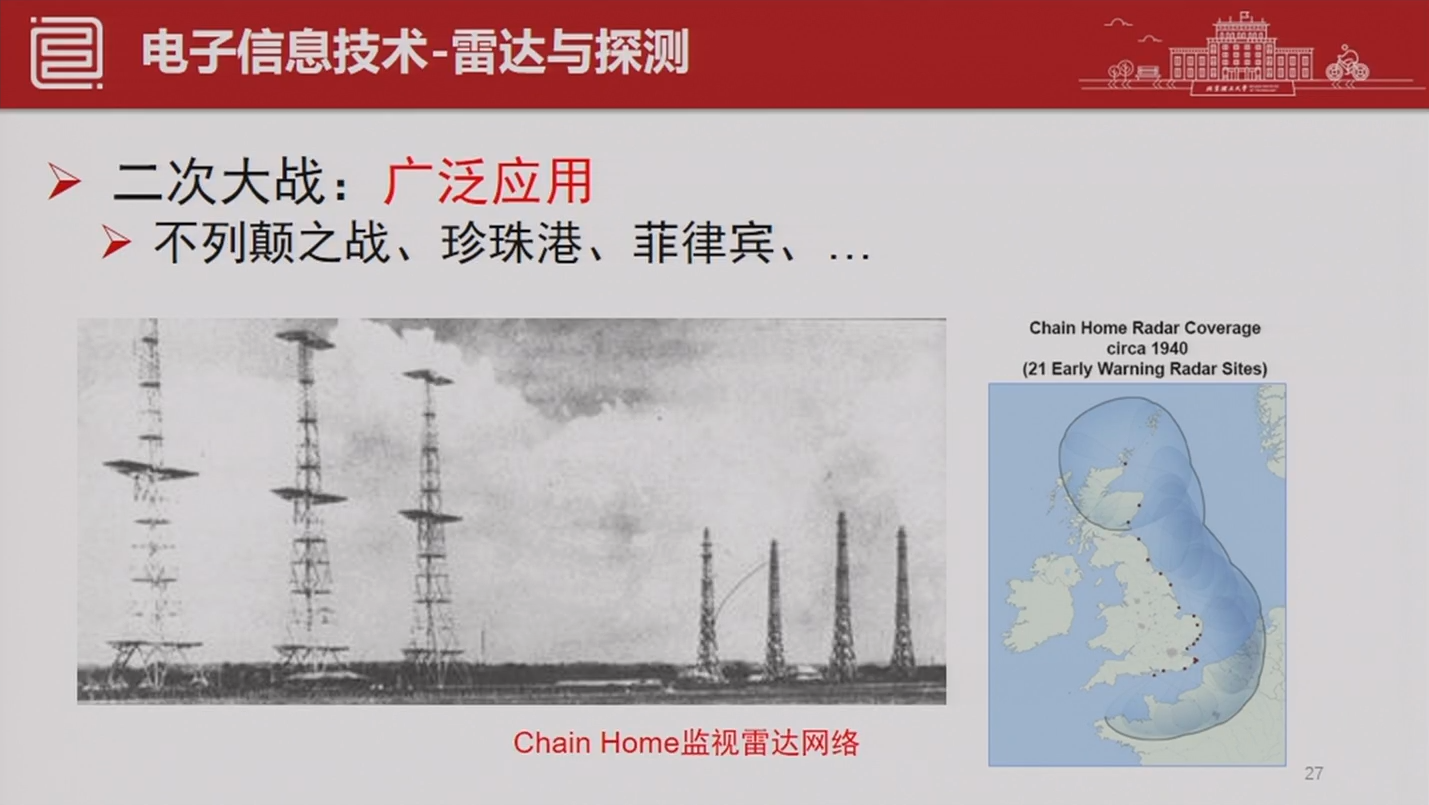 电子信息技术-雷达与探测
二次大战：广泛应用
不列颠之战、珍珠港、菲律宾、…
Chain Home Radar Coverage
circa 1940
(21 Early Warning Radar Sites)
Chain Home监视雷达网络
27